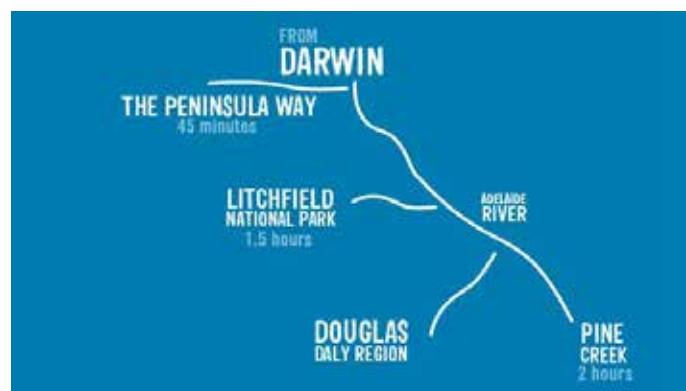 FROM
DARWIN
THE PENINSULA WAY
45 minutes
LITCHFIELD
NATIONAL PARK
1.5 hours
ADELAIDE
RIVER
DOUGLAS
DALY REGION
PINE
CREEK
2 hours